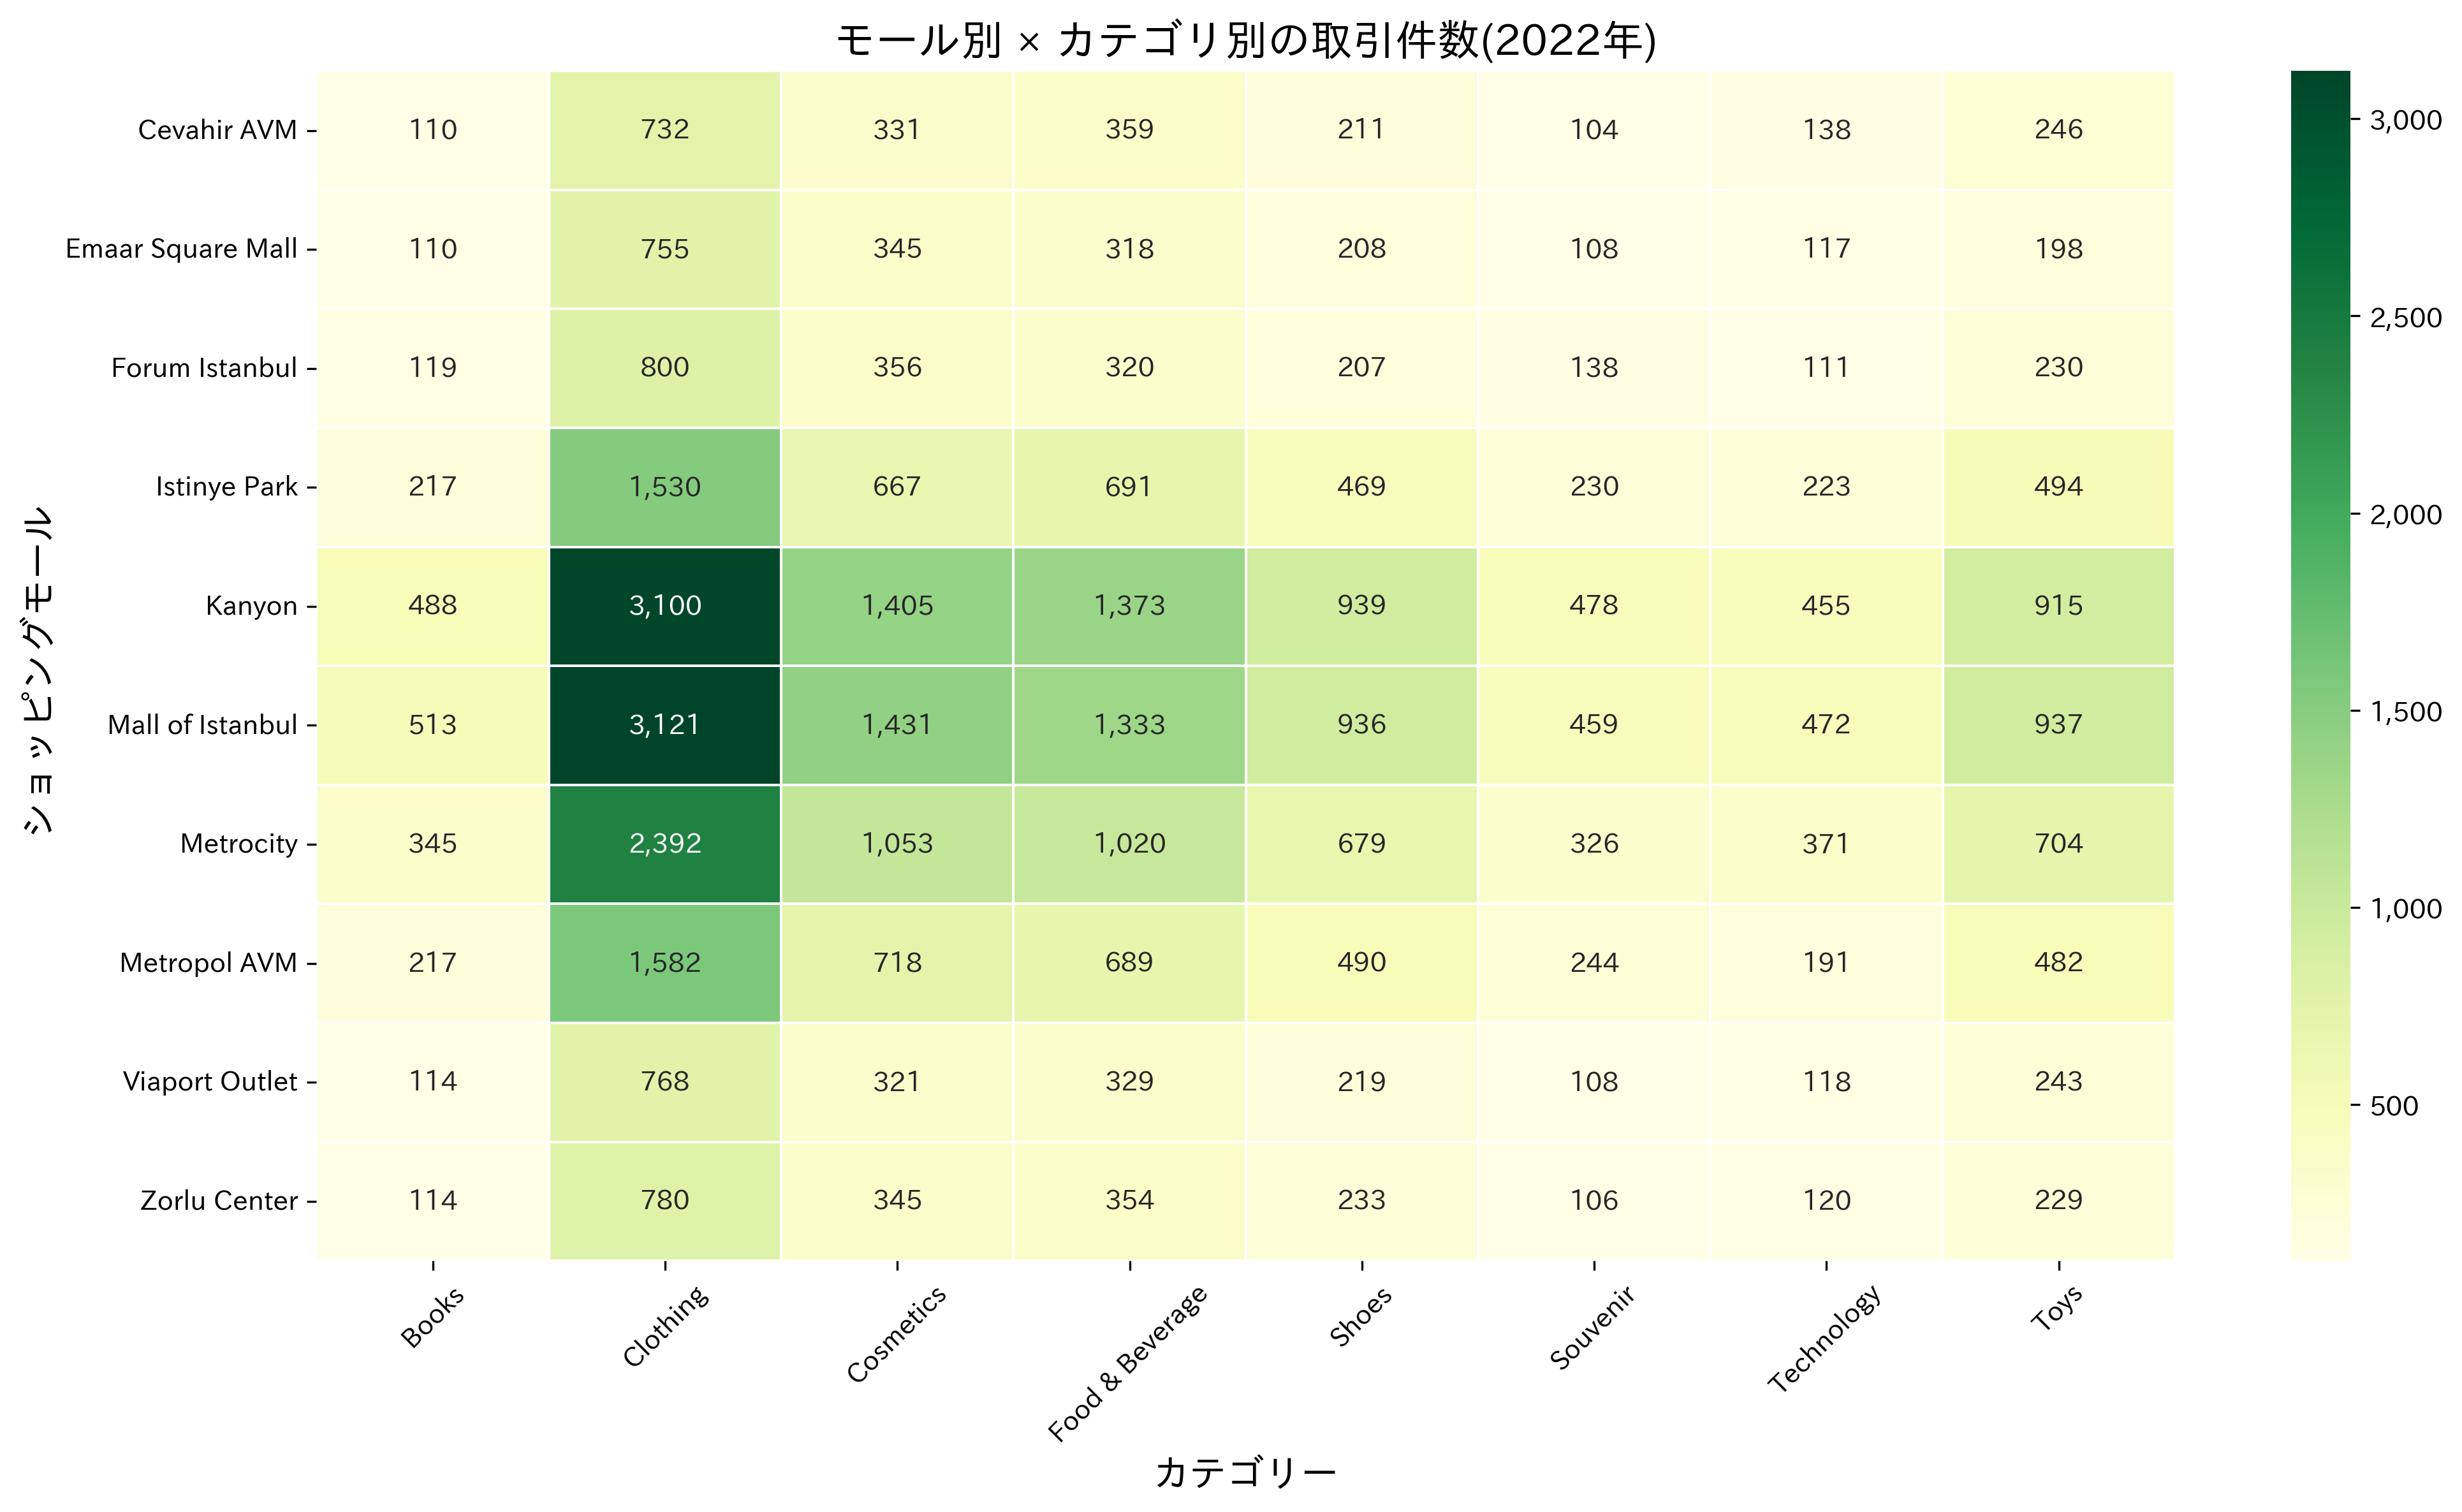 モール別 × カテゴリ別の取引件数(2022年)
ショッピングモール
Cevahir AVM 110 732 331 359 211 104 138 246
Emaar Square Mall 110 755 345 318 208 108 117 198
Forum Istanbul 119 800 356 320 207 138 111 230
Istinye Park 217 1,530 667 691 469 230 223 494
Kanyon 488 3,100 1,405 1,373 939 478 455 915
Mall of Istanbul 513 3,121 1,431 1,333 936 459 472 937
Metrocity 345 2,392 1,053 1,020 679 326 371 704
Metropol AVM 217 1,582 718 689 490 244 191 482
Viaport Outlet 114 768 321 329 219 108 118 243
Zorlu Center 114 780 345 354 233 106 120 229
Books Clothing Cosmetics Food & Beverage Shoes Souvenir Technology Toys
カテゴリー
3,000
2,500
2,000
1,500
1,000
500